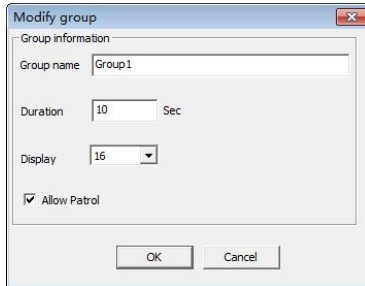 Modify group
Group information
Group name Group1
Duration 10 Sec
Display 16
Allow Patrol
OK Cancel